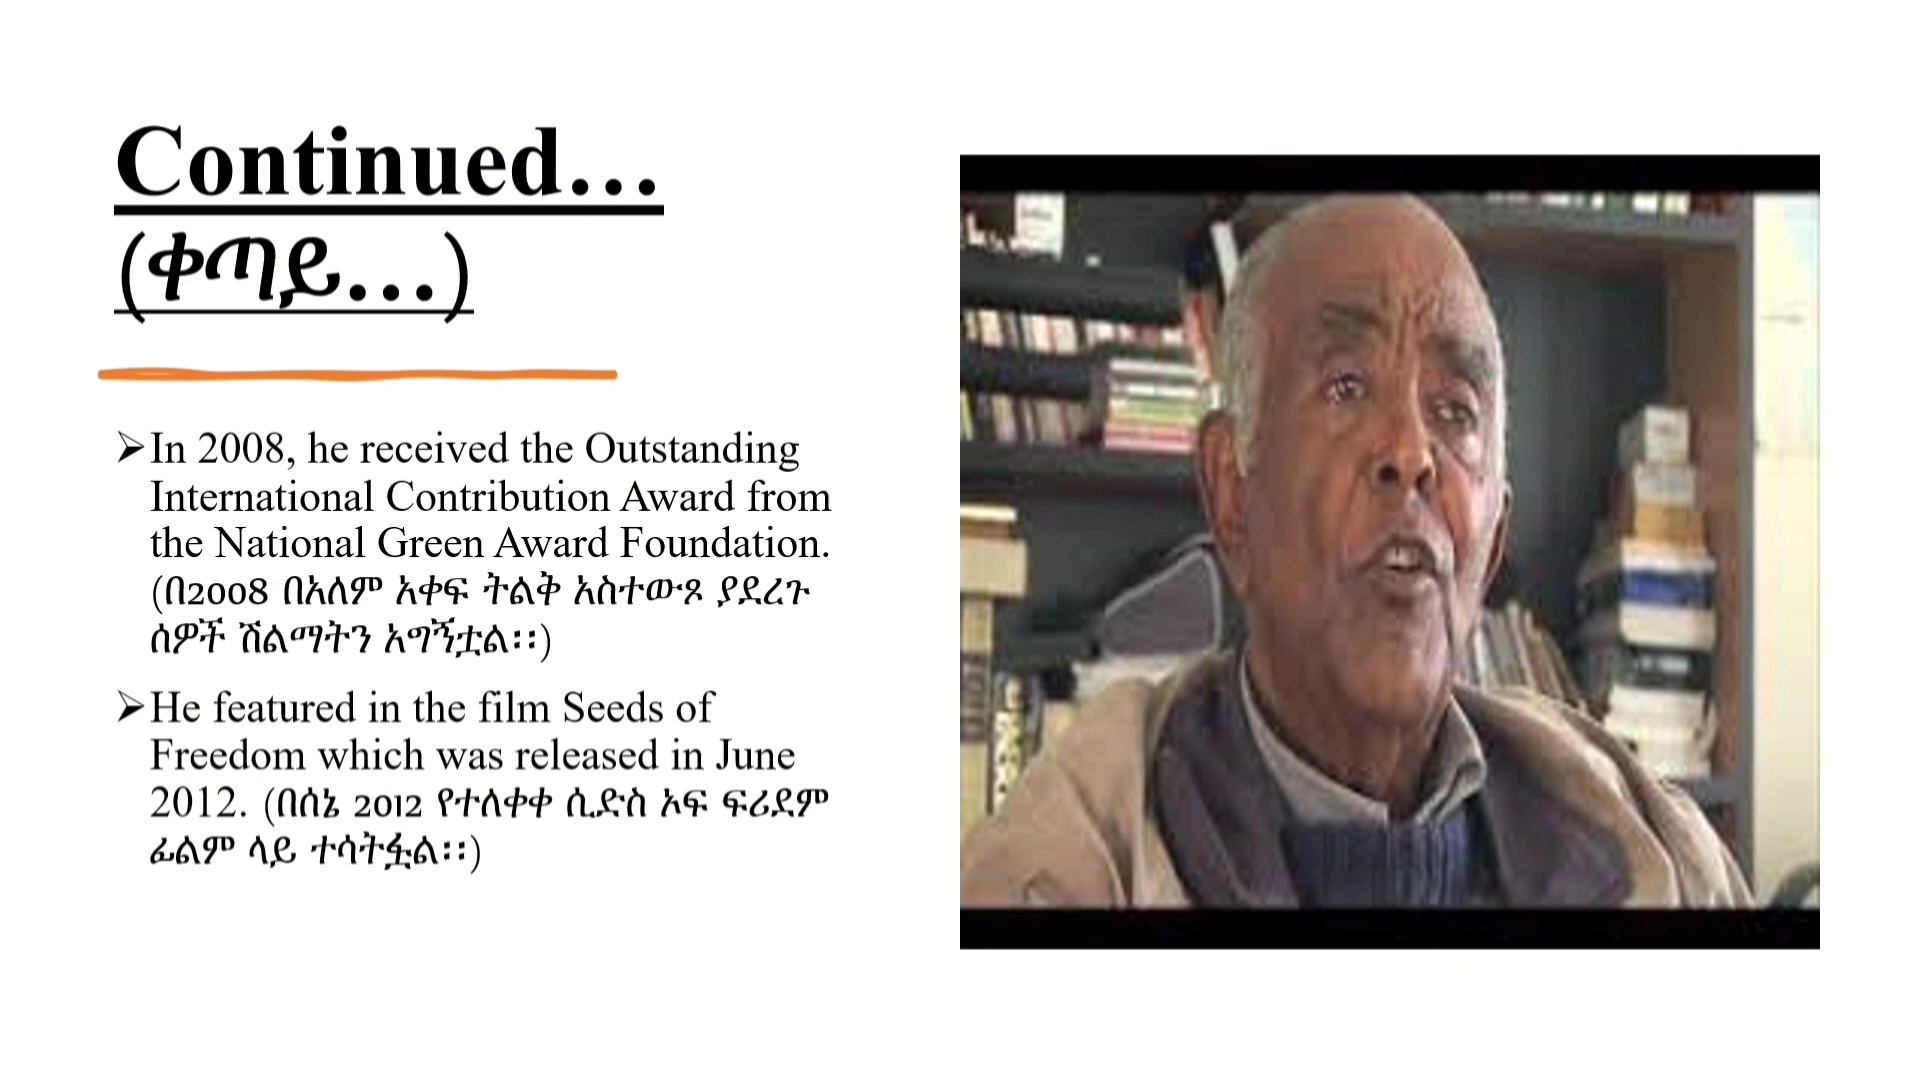 Continued…
(ቀጣይ…)
➢In 2008, he received the Outstanding
International Contribution Award from
the National Green Award Foundation.
(በ2008 በአለም አቀፍ ትልቅ አስተውጾ ያደረጉ
ሰዎች ሽልማትን አግኝቷል፡፡)
➢He featured in the film Seeds of
Freedom which was released in June
2012. (በሰኔ 2012 የተለቀቀ ሲድስ ኦፍ ፍሪደም
ፊልም ላይ ተሳትፏል፡፡)